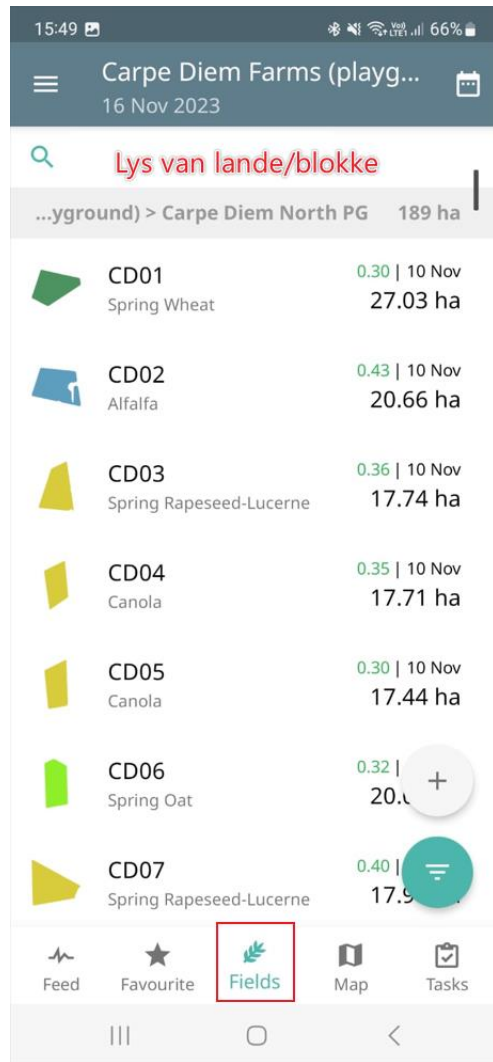 15:49 66%
Carpe Diem Farms (playg...
16 Nov 2023
Lys van lande/blokke
...yground) > Carpe Diem North PG 189 ha
CD01 0.30 | 10 Nov
Spring Wheat 27.03 ha
CD02 0.43 | 10 Nov
Alfalfa 20.66 ha
CD03 0.36 | 10 Nov
Spring Rapeseed-Lucerne 17.74 ha
CD04 0.35 | 10 Nov
Canola 17.71 ha
CD05 0.30 | 10 Nov
Canola 17.44 ha
CD06 0.32 |
Spring Oat
CD07 0.40 |
Spring Rapeseed-Lucerne
Feed Favourite Fields Map Tasks